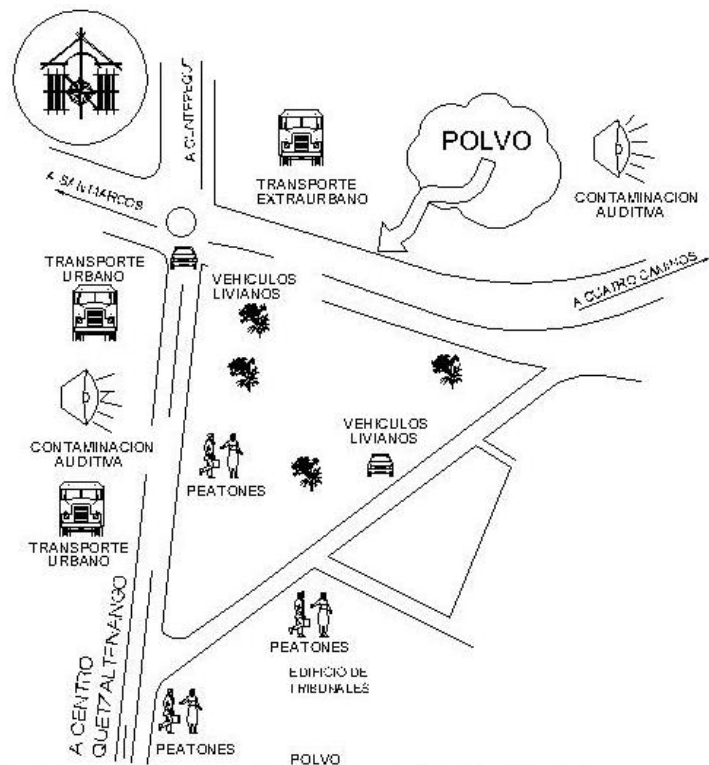 A CENTEPEQUI
POLVO
TRANSPORTE
EXTRAURBANO
CONTAMINACION
AUDITIVA
A SAN MARCOS
TRANSPORTE
URBANO
VEHICULOS
LIVIANOS
A CUATRO CAMINOS
CONTAMINACION
AUDITIVA
VEHICULOS
LIVIANOS
PEATONES
TRANSPORTE
URBANO
PEATONES
EDIFICIO DE
TRIBUNALES
A CENTRO
QUETZALTENANGO
PEATONES
POLVO